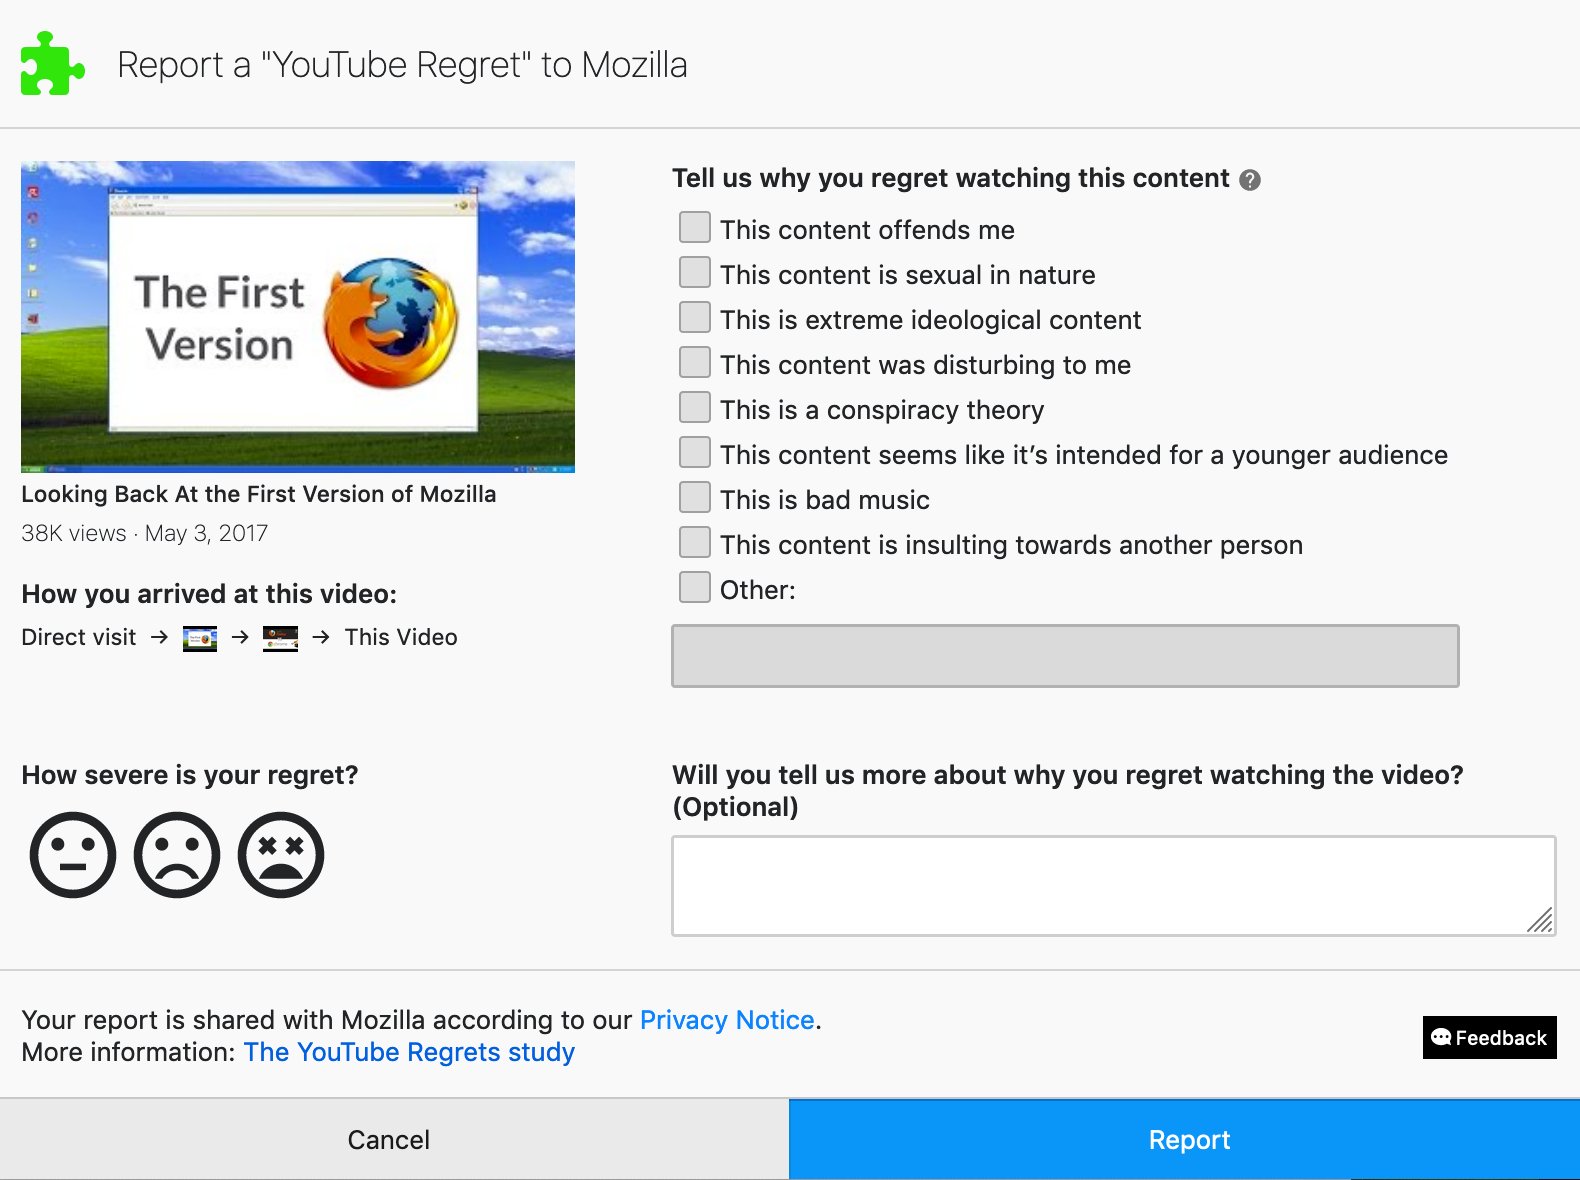 Report a "YouTube Regret" to Mozilla
The First
Version
Looking Back At the First Version of Mozilla
38K views · May 3, 2017
How you arrived at this video:
Direct visit → → → This Video
How severe is your regret?
Tell us why you regret watching this content ?
This content offends me
This content is sexual in nature
This is extreme ideological content
This content was disturbing to me
This is a conspiracy theory
This content seems like it’s intended for a younger audience
This is bad music
This content is insulting towards another person
Other:
Will you tell us more about why you regret watching the video?
(Optional)
Your report is shared with Mozilla according to our Privacy Notice.
More information: The YouTube Regrets study
Feedback
Cancel
Report